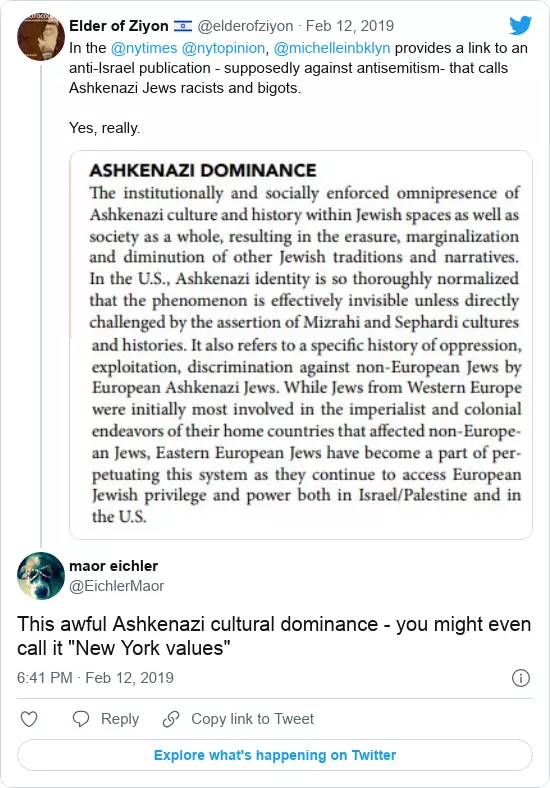 Elder of Ziyon 🇮🇱 @elderofziyon · Feb 12, 2019
In the @nytimes @nytopinion, @michelleinbklyn provides a link to an
anti-Israel publication - supposedly against antisemitism- that calls
Ashkenazi Jews racists and bigots.
Yes, really.
ASHKENAZI DOMINANCE
The institutionally and socially enforced omnipresence of
Ashkenazi culture and history within Jewish spaces as well as
society as a whole, resulting in the erasure, marginalization
and diminution of other Jewish traditions and narratives.
In the U.S., Ashkenazi identity is so thoroughly normalized
that the phenomenon is effectively invisible unless directly
challenged by the assertion of Mizrahi and Sephardi cultures
and histories. It also refers to a specific history of oppression,
exploitation, discrimination against non-European Jews by
European Ashkenazi Jews. While Jews from Western Europe
were initially most involved in the imperialist and colonial
endeavors of their home countries that affected non-Europe-
an Jews, Eastern European Jews have become a part of per-
petuating this system as they continue to access European
Jewish privilege and power both in Israel/Palestine and in
the U.S.
maor eichler
@EichlerMaor
This awful Ashkenazi cultural dominance - you might even
call it "New York values"
6:41 PM · Feb 12, 2019
Reply
Copy link to Tweet
Explore what's happening on Twitter